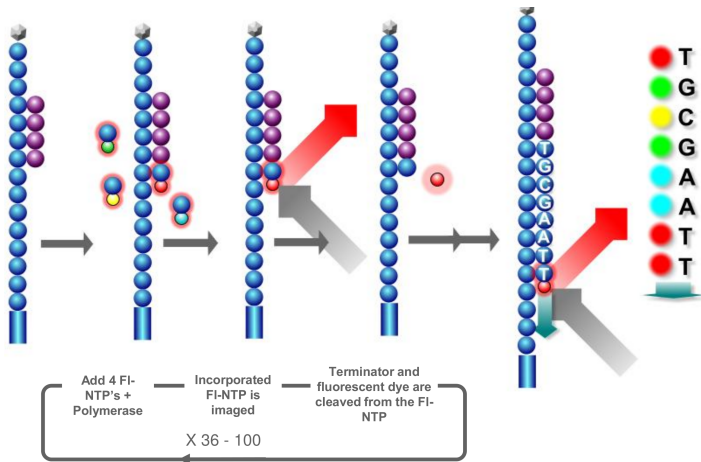 T
G
C
G
A
A
T
T
T
G
C
G
A
A
T
T
Add 4 Fl-
NTP's +
Polymerase
Incorporated
Fl-NTP is
imaged
Terminator and
fluorescent dye are
cleaved from the Fl-
NTP
X 36 - 100